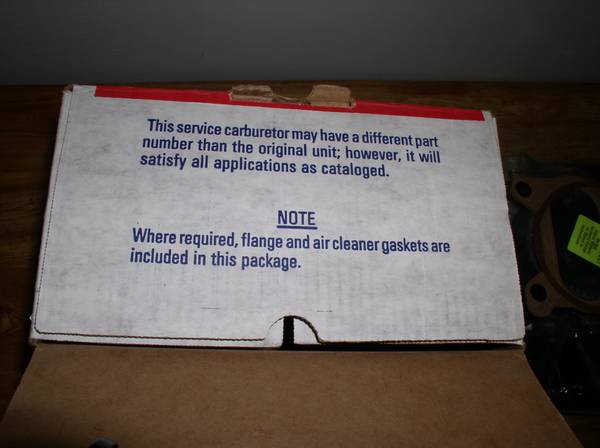 This service carburetor may have a different part
number than the original unit; however, it will
satisfy all applications as cataloged.
NOTE
Where required, flange and air cleaner gaskets are
included in this package.